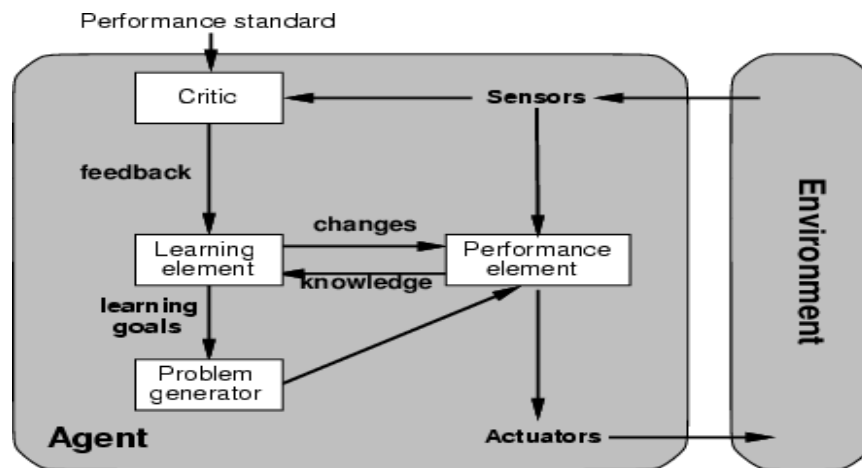 Performance standard
Critic
Sensors
feedback
changes
Learning
element
Performance
element
knowledge
learning
goals
Problem
generator
Agent
Actuators
Environment